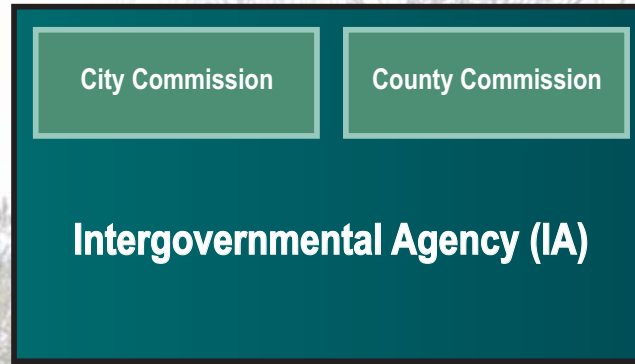 City Commission
County Commission
Intergovernmental Agency (IA)